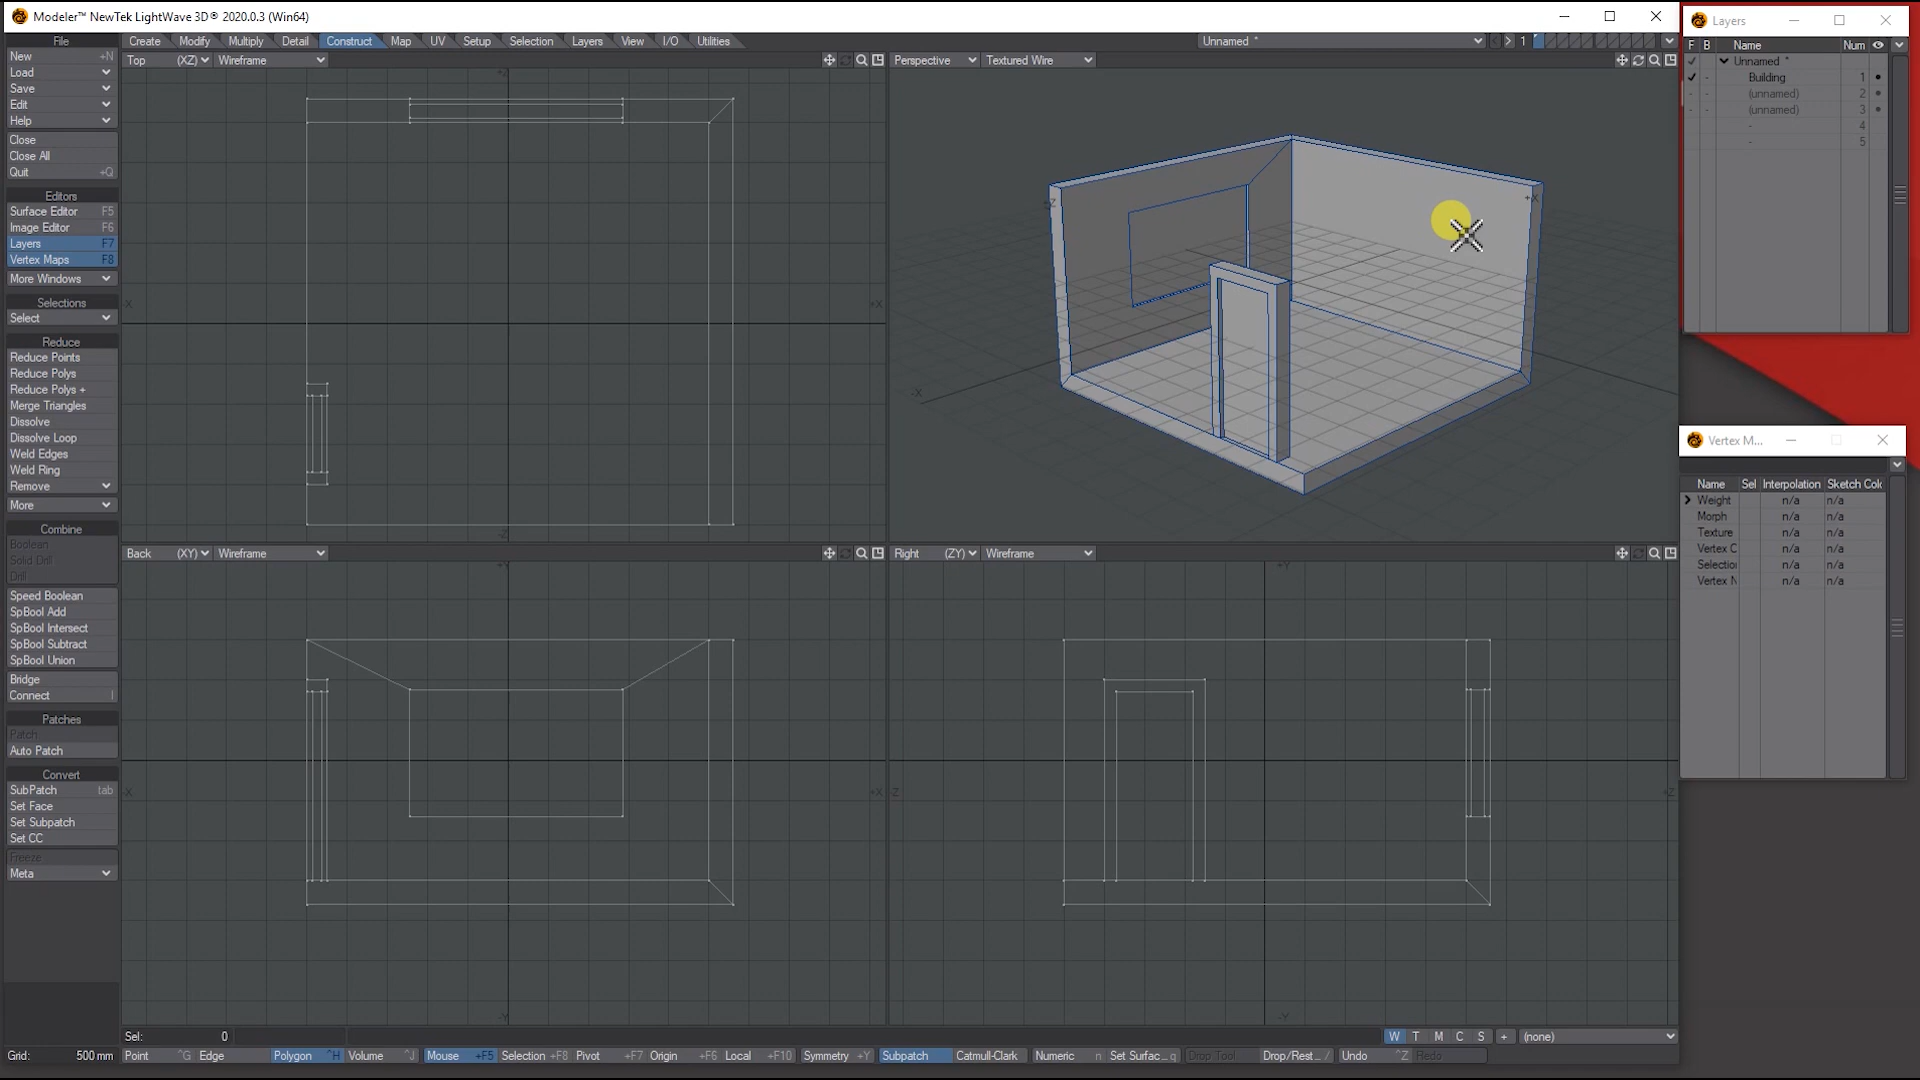 Modeler™ NewTek LightWave 3D® 2020.0.3 (Win64)
File
New +N
Load
Save
Edit
Help
Close
Close All
Quit +Q
Editors
Surface Editor F5
Image Editor F6
Layers F7
Vertex Maps F8
More Windows
Selections
Select
Reduce
Reduce Points
Reduce Polys
Reduce Polys +
Merge Triangles
Dissolve
Dissolve Loop
Weld Edges
Weld Ring
Remove
More
Combine
Boolean
Solid Drill
Drill
Speed Boolean
SpBool Add
SpBool Intersect
SpBool Subtract
SpBool Union
Bridge
Connect l
Patches
Patch
Auto Patch
Convert
SubPatch tab
Set Face
Set Subpatch
Set CC
Freeze
Meta
Grid: 500 mm
Create Modify Multiply Detail Construct Map UV Setup Selection Layers View I/O Utilities
Unnamed * 1
Top (XZ) Wireframe
Perspective Textured Wire
Back (XY) Wireframe
Right (ZY) Wireframe
-X +X
-X +X
-Z +Z
+Y -Y
+Y -Y
-X +X
Sel: 0
W T M C S + (none)
Point ^G Edge Polygon ^H Volume ^J Mouse +F5 Selection +F8 Pivot +F7 Origin +F6 Local +F10 Symmetry +Y Subpatch Catmull-Clark Numeric n Set Surfac... q Drop Tool Drop/Rest... / Undo ^Z Redo
Layers
F B Name Num
Unnamed *
Building 1
(unnamed) 2
(unnamed) 3
- 4
- 5
Vertex M...
Name Sel Interpolation Sketch Colo
Weight n/a n/a
Morph n/a n/a
Texture n/a n/a
Vertex C n/a n/a
Selectio n/a n/a
Vertex N n/a n/a